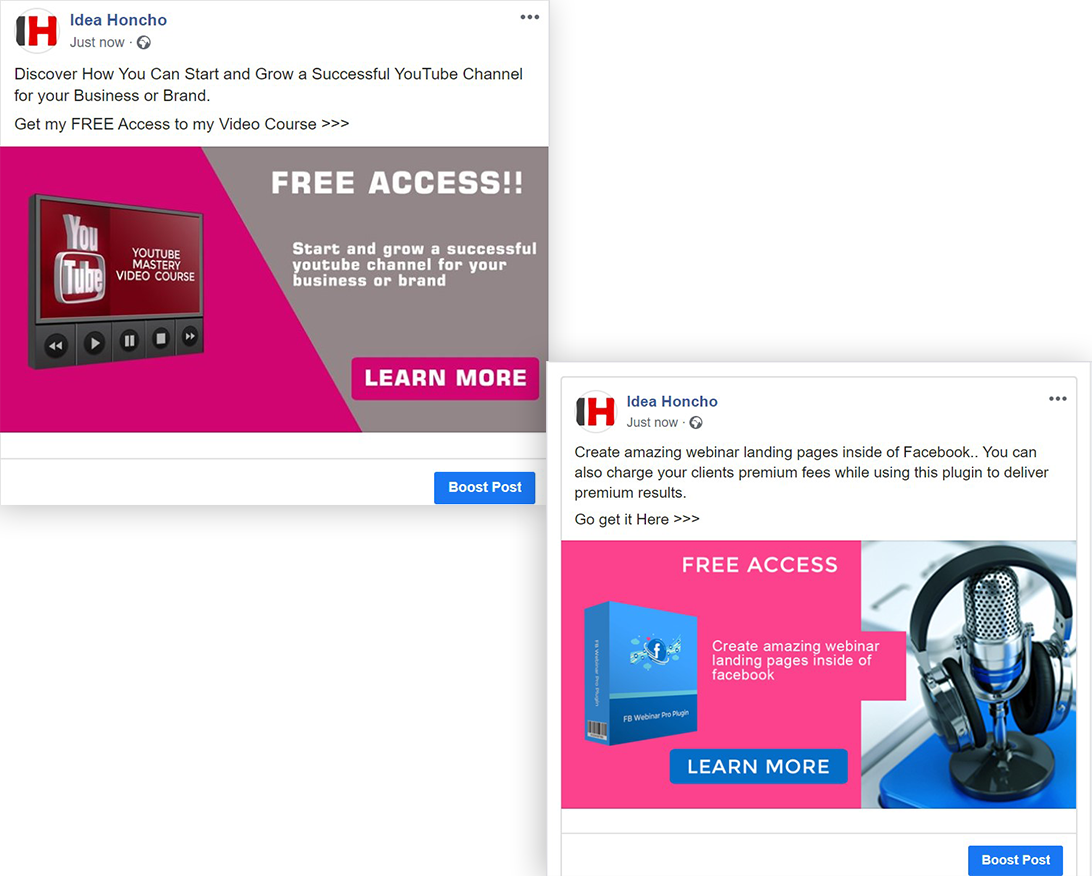 IH
Idea Honcho
Just now ·
Discover How You Can Start and Grow a Successful YouTube Channel
for your Business or Brand.
Get my FREE Access to my Video Course >>>
You
Tube
YOUTUBE
MASTERY
VIDEO COURSE
FREE ACCESS!!
Start and grow a successful
youtube channel for your
business or brand
LEARN MORE
Boost Post
IH
Idea Honcho
Just now ·
Create amazing webinar landing pages inside of Facebook.. You can
also charge your clients premium fees while using this plugin to deliver
premium results.
Go get it Here >>>
FREE ACCESS
FB Webinar Pro Plugin
f
FB Webinar Pro Plugin
Create amazing webinar
landing pages inside of
facebook
LEARN MORE
Boost Post